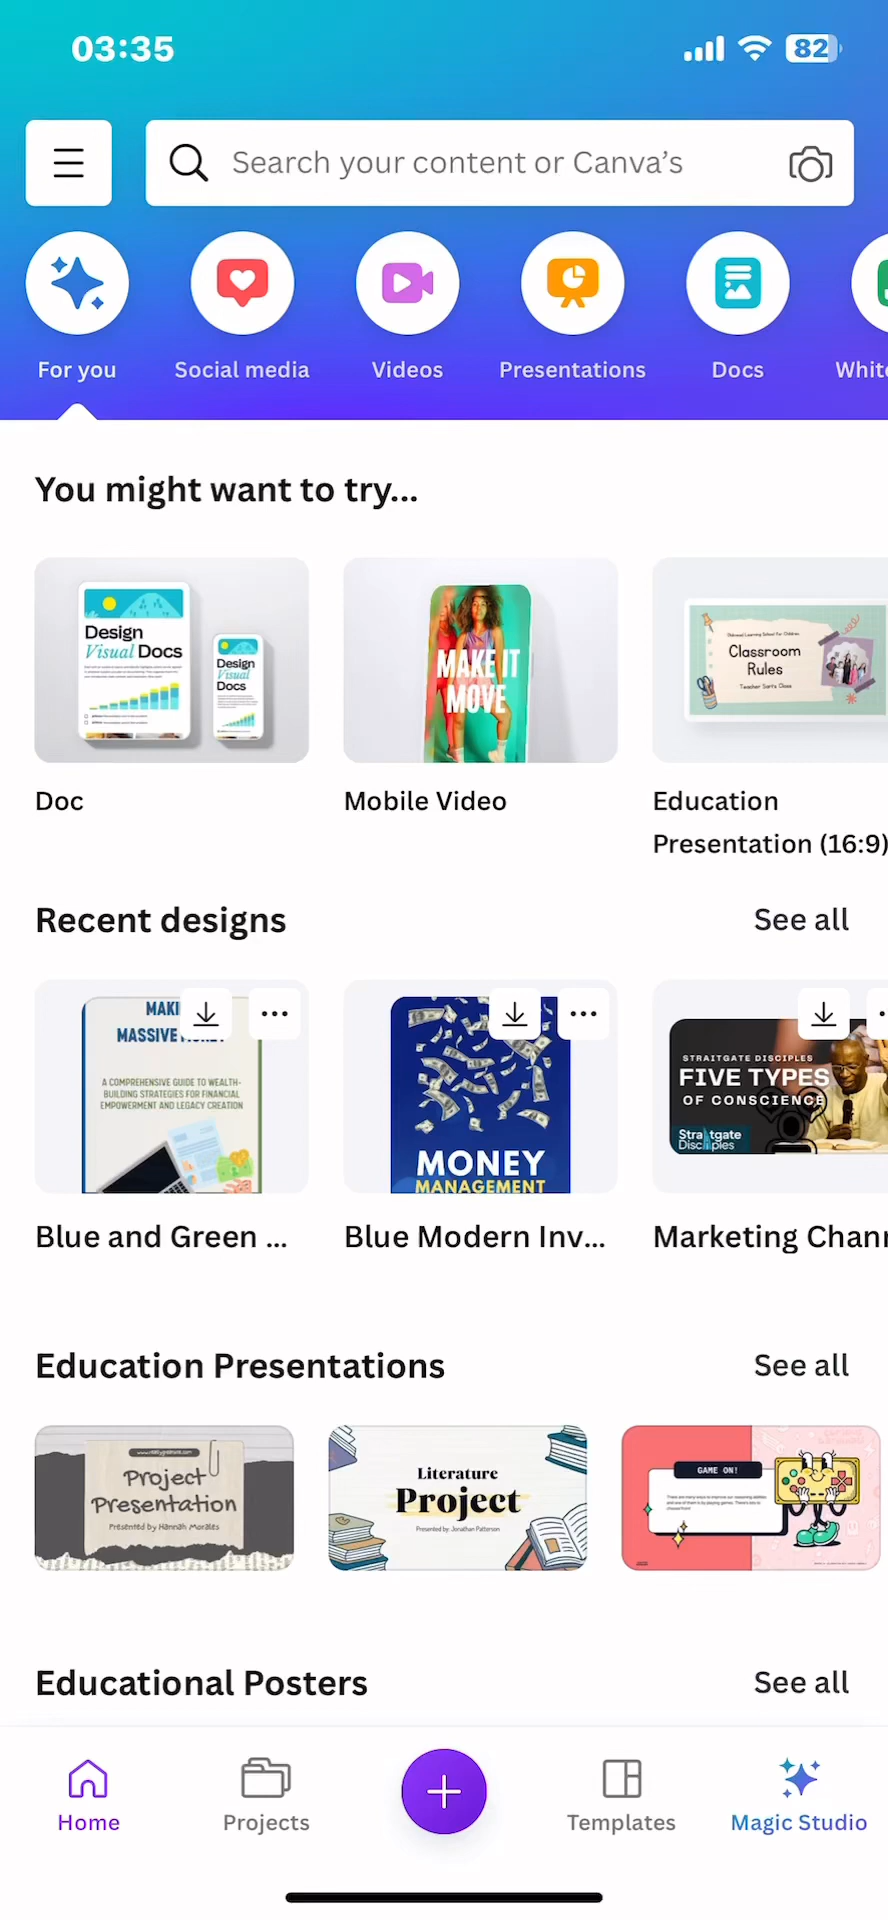 03:35
82
Search your content or Canva's
For you
Social media
Videos
Presentations
Docs
White
You might want to try...
Design
Visual Docs
Design
Visual
Docs
MAKE IT
MOVE
Classroom
Rules
Doc
Mobile Video
Education
Presentation (16:9)
Recent designs
See all
MASSIVE
A COMPREHENSIVE GUIDE TO WEALTH-
BUILDING STRATEGIES FOR FINANCIAL
EMPOWERMENT AND LEGACY CREATION
MONEY
MANAGEMENT
STRAITGATE DISCIPLES
FIVE TYPES
OF CONSCIENCE
Straitgate
Disciples
Blue and Green ...
Blue Modern Inv...
Marketing Chan
Education Presentations
See all
Project
Presentation
Presented by Hannah Morales
Literature
Project
Presented by: Jonathan Patterson
GAME ON!
Educational Posters
See all
Home
Projects
Templates
Magic Studio